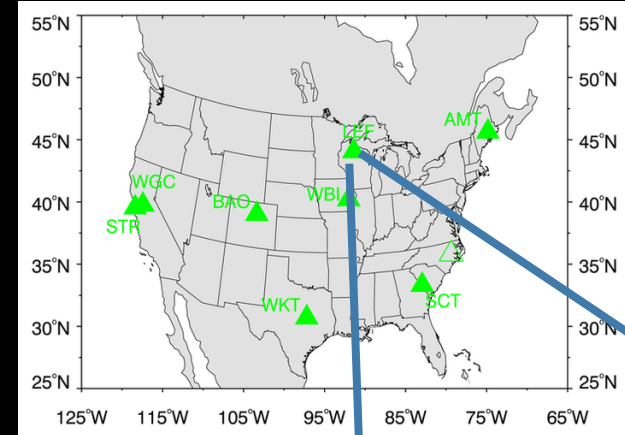 55°N 55°N
50°N 50°N
LEF AMT
45°N 45°N
WGC
BAO WBI
40°N 40°N
STR
35°N 35°N
WKT SCT
30°N 30°N
25°N 25°N
125°W 115°W 105°W 95°W 85°W 75°W 65°W